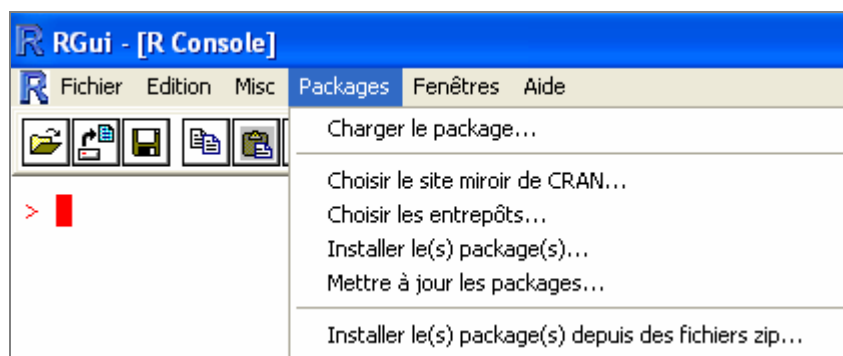 RGui - [R Console]
Fichier Edition Misc Packages Fenêtres Aide
Charger le package...
Choisir le site miroir de CRAN...
Choisir les entrepôts...
Installer le(s) package(s)...
Mettre à jour les packages...
Installer le(s) package(s) depuis des fichiers zip...
>